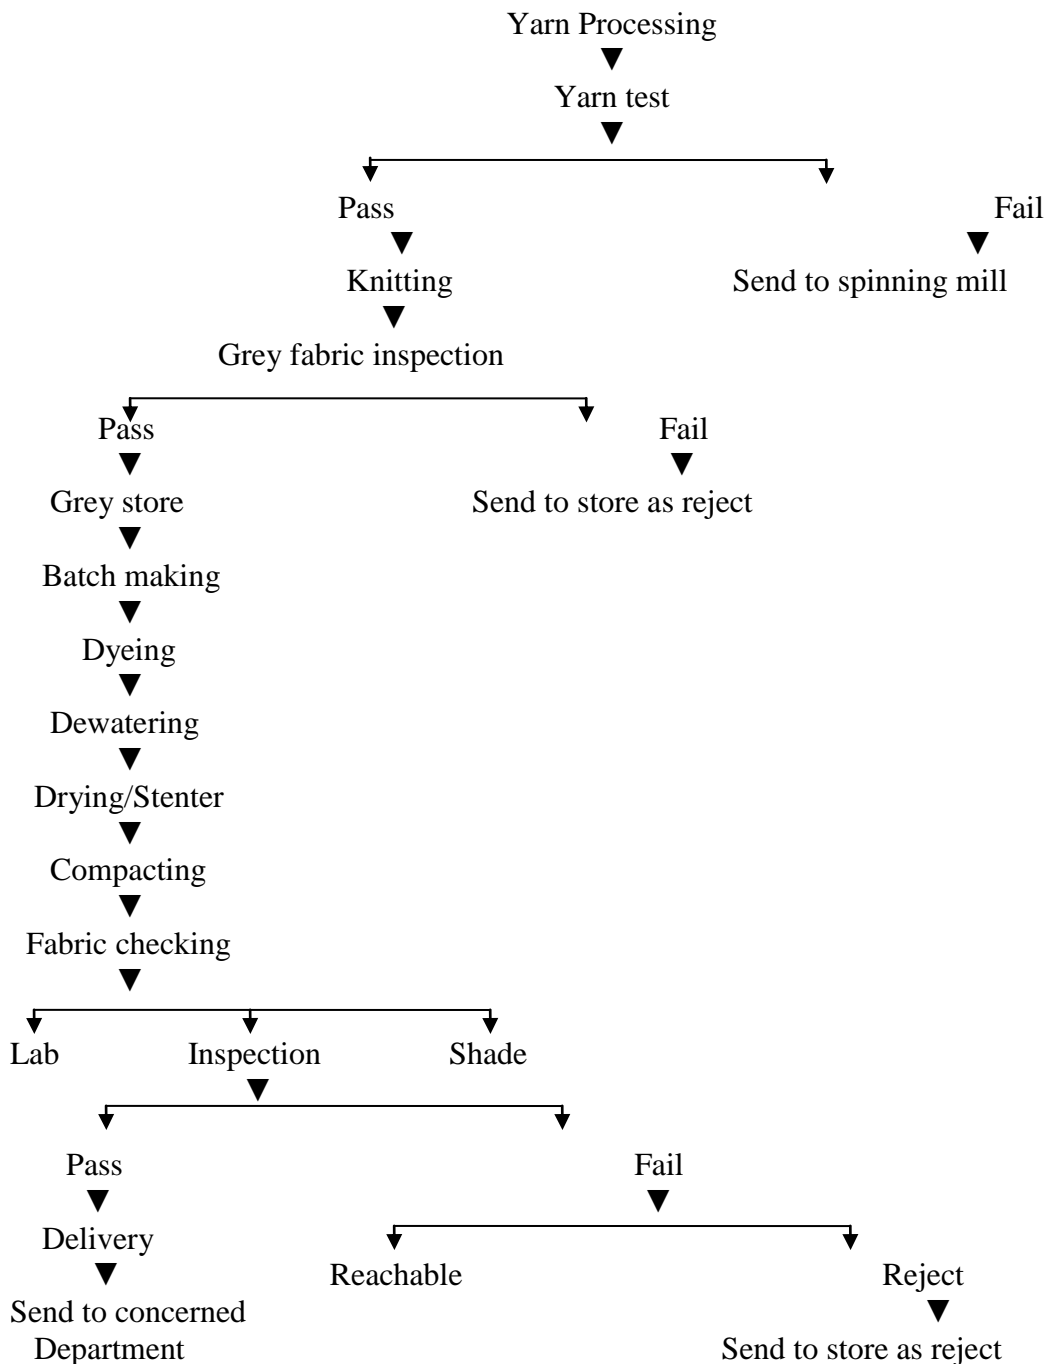 Yarn Processing
Yarn test
Pass
Fail
Knitting
Send to spinning mill
Grey fabric inspection
Pass
Fail
Grey store
Send to store as reject
Batch making
Dyeing
Dewatering
Drying/Stenter
Compacting
Fabric checking
Lab
Inspection
Shade
Pass
Fail
Delivery
Reachable
Reject
Send to concerned
Department
Send to store as reject